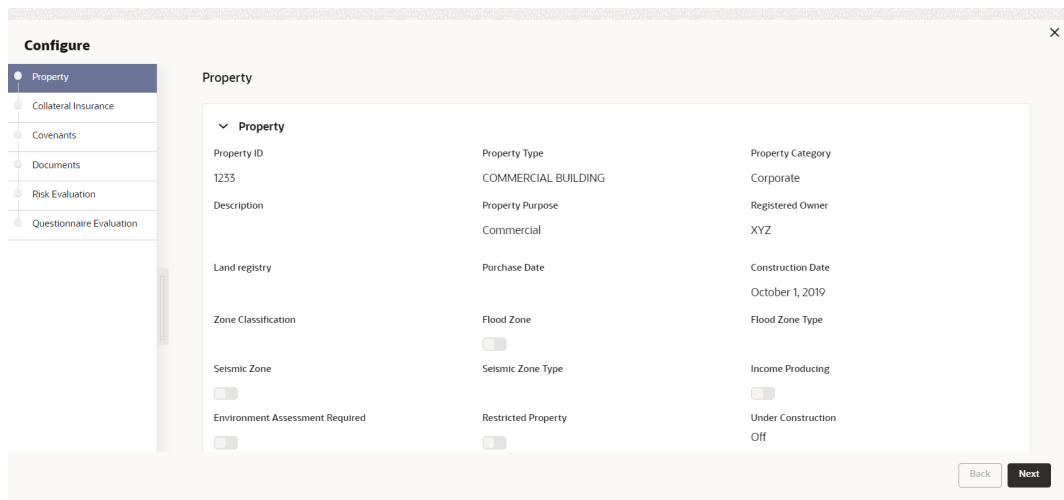 Configure
Property
Collateral Insurance
Covenants
Documents
Risk Evaluation
Questionnaire Evaluation
Property
Property
Property ID Property Type Property Category
1233 COMMERCIAL BUILDING Corporate
Description Property Purpose Registered Owner
Commercial XYZ
Land registry Purchase Date Construction Date
October 1, 2019
Zone Classification Flood Zone Flood Zone Type
Seismic Zone Seismic Zone Type Income Producing
Environment Assessment Required Restricted Property Under Construction
Off
Back Next